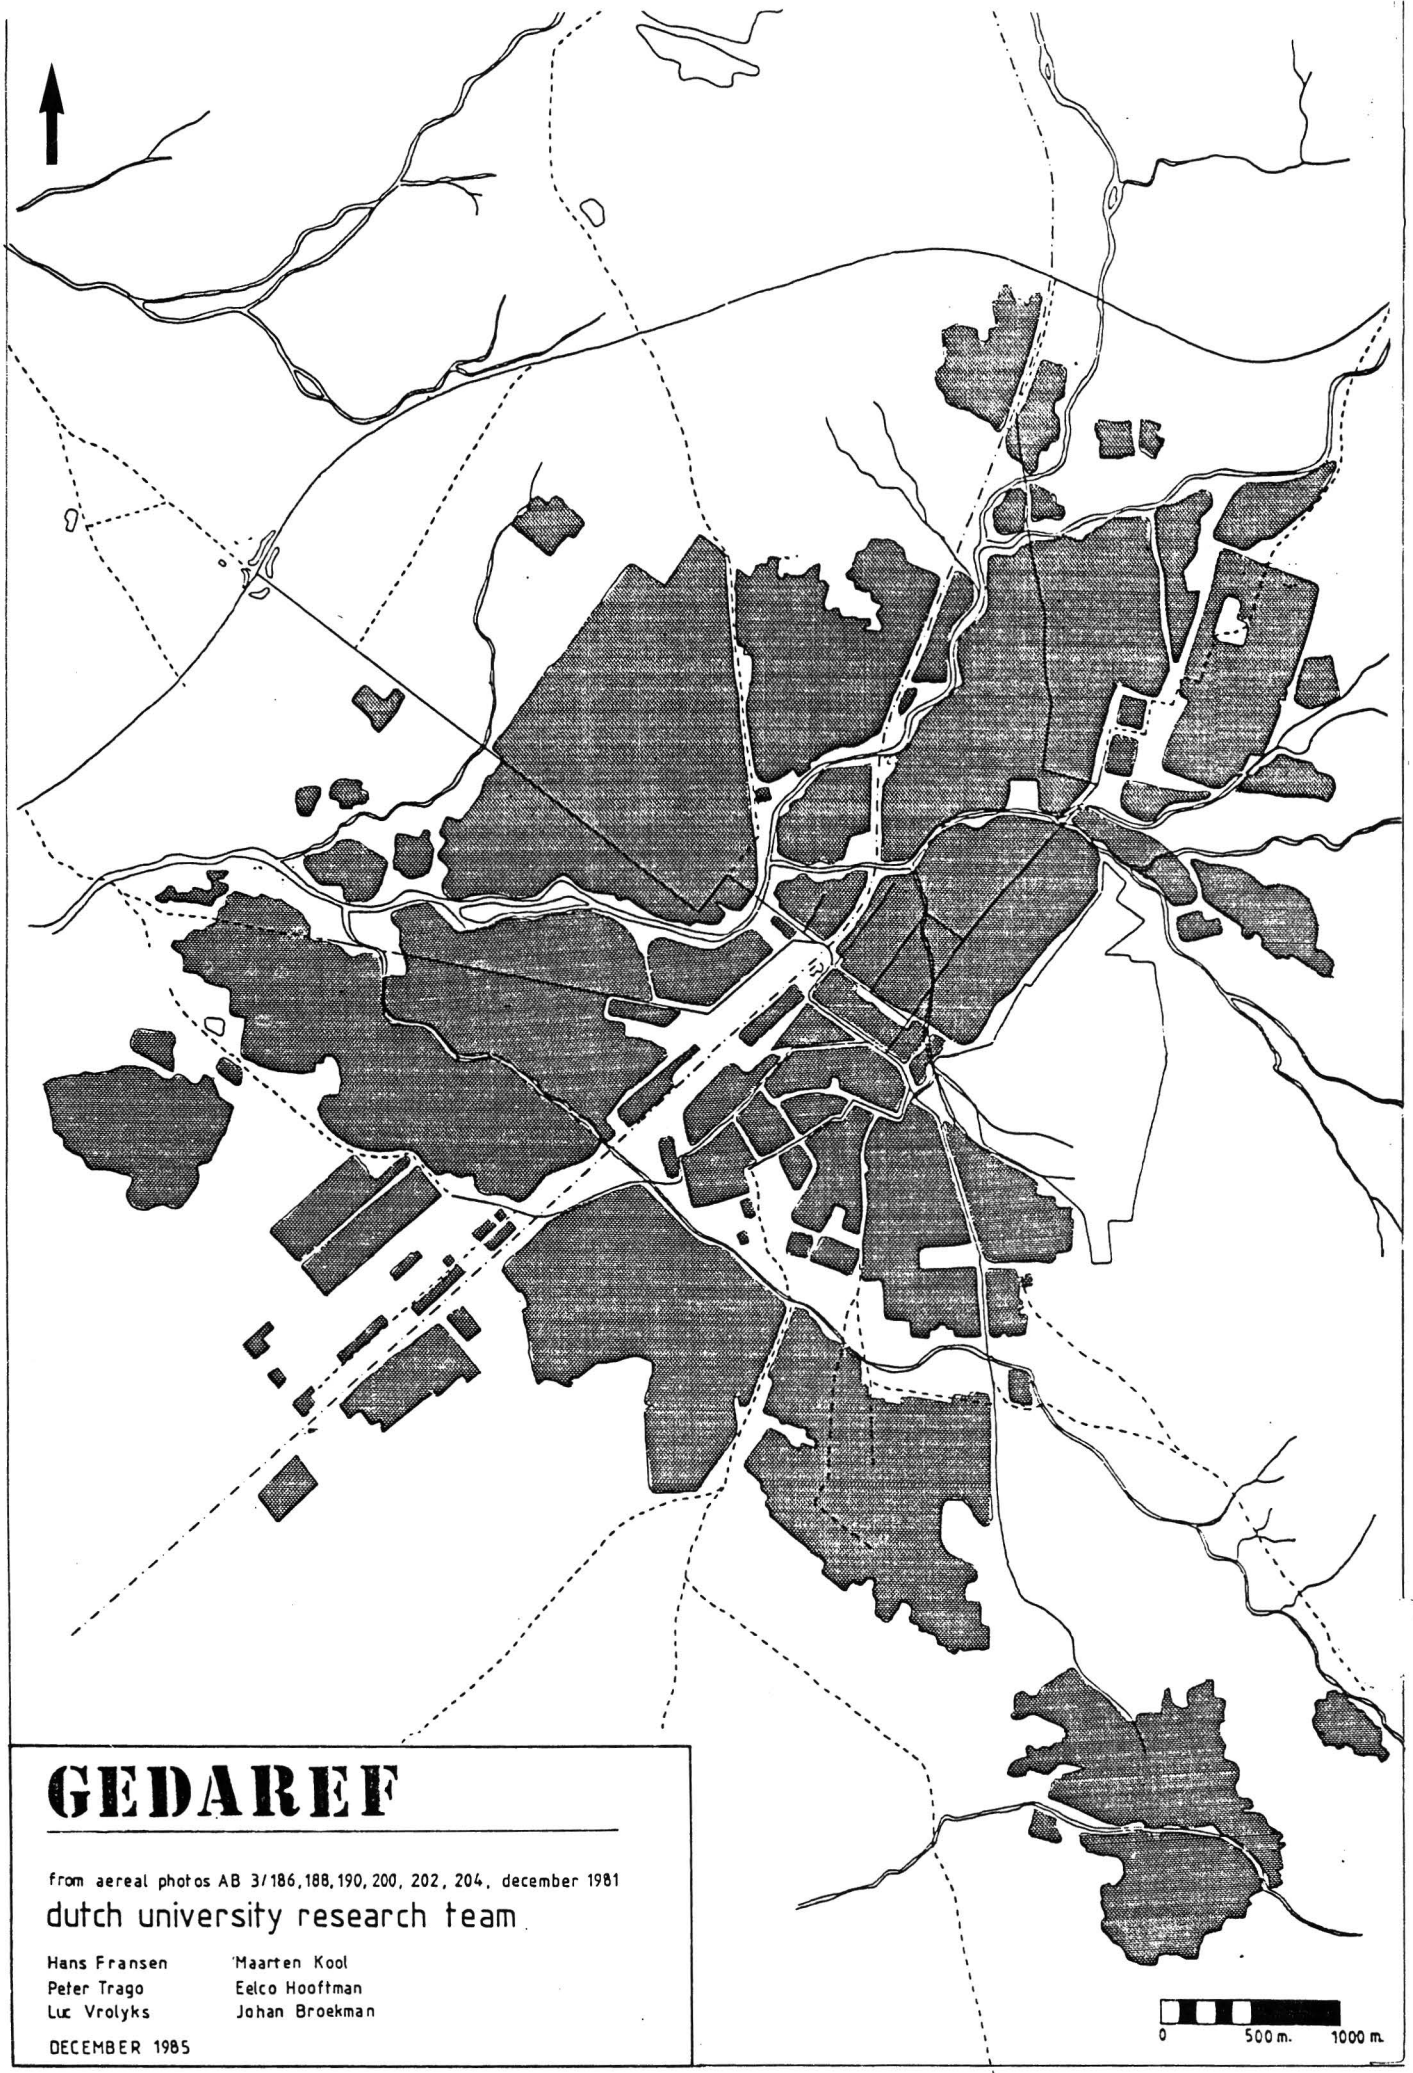 GEDAREF
from aereal photos AB 3/186,188,190,200, 202, 204, december 1981
dutch university research team
Hans Fransen Maarten Kool
Peter Trago Eelco Hooftman
Luc Vrolyks Johan Broekman
DECEMBER 1985
0 500 m. 1000 m.